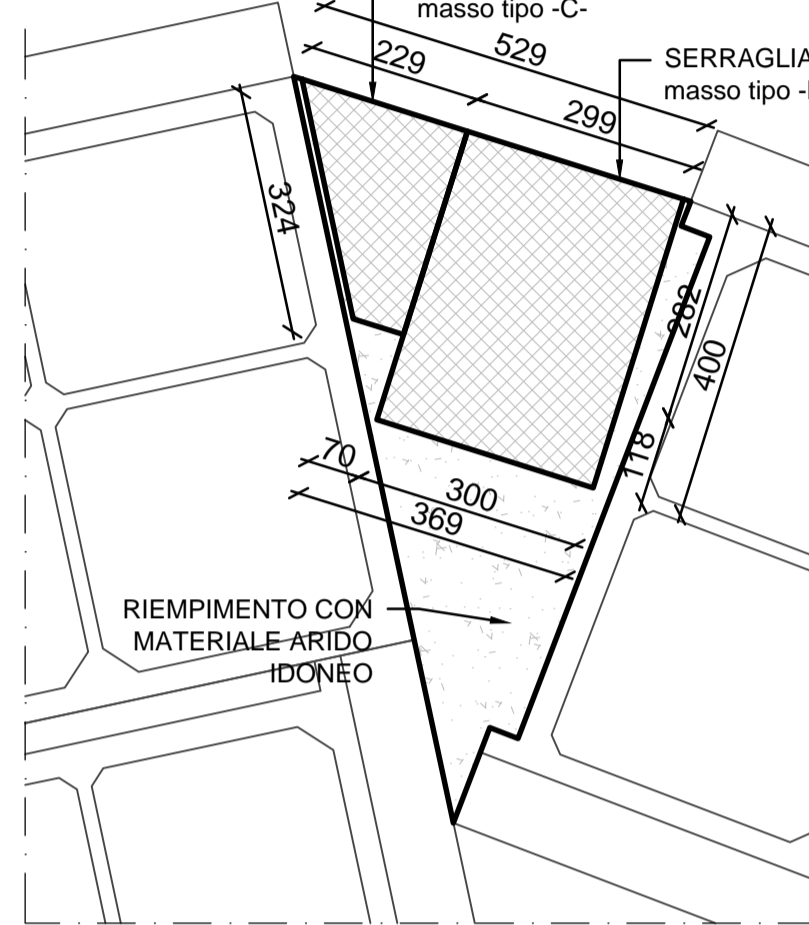 masso tipo -C-
529
229
SERRAGLIA
masso tipo -
299
324
282
400
118
70
300
369
RIEMPIMENTO CON
MATERIALE ARIDO
IDONEO